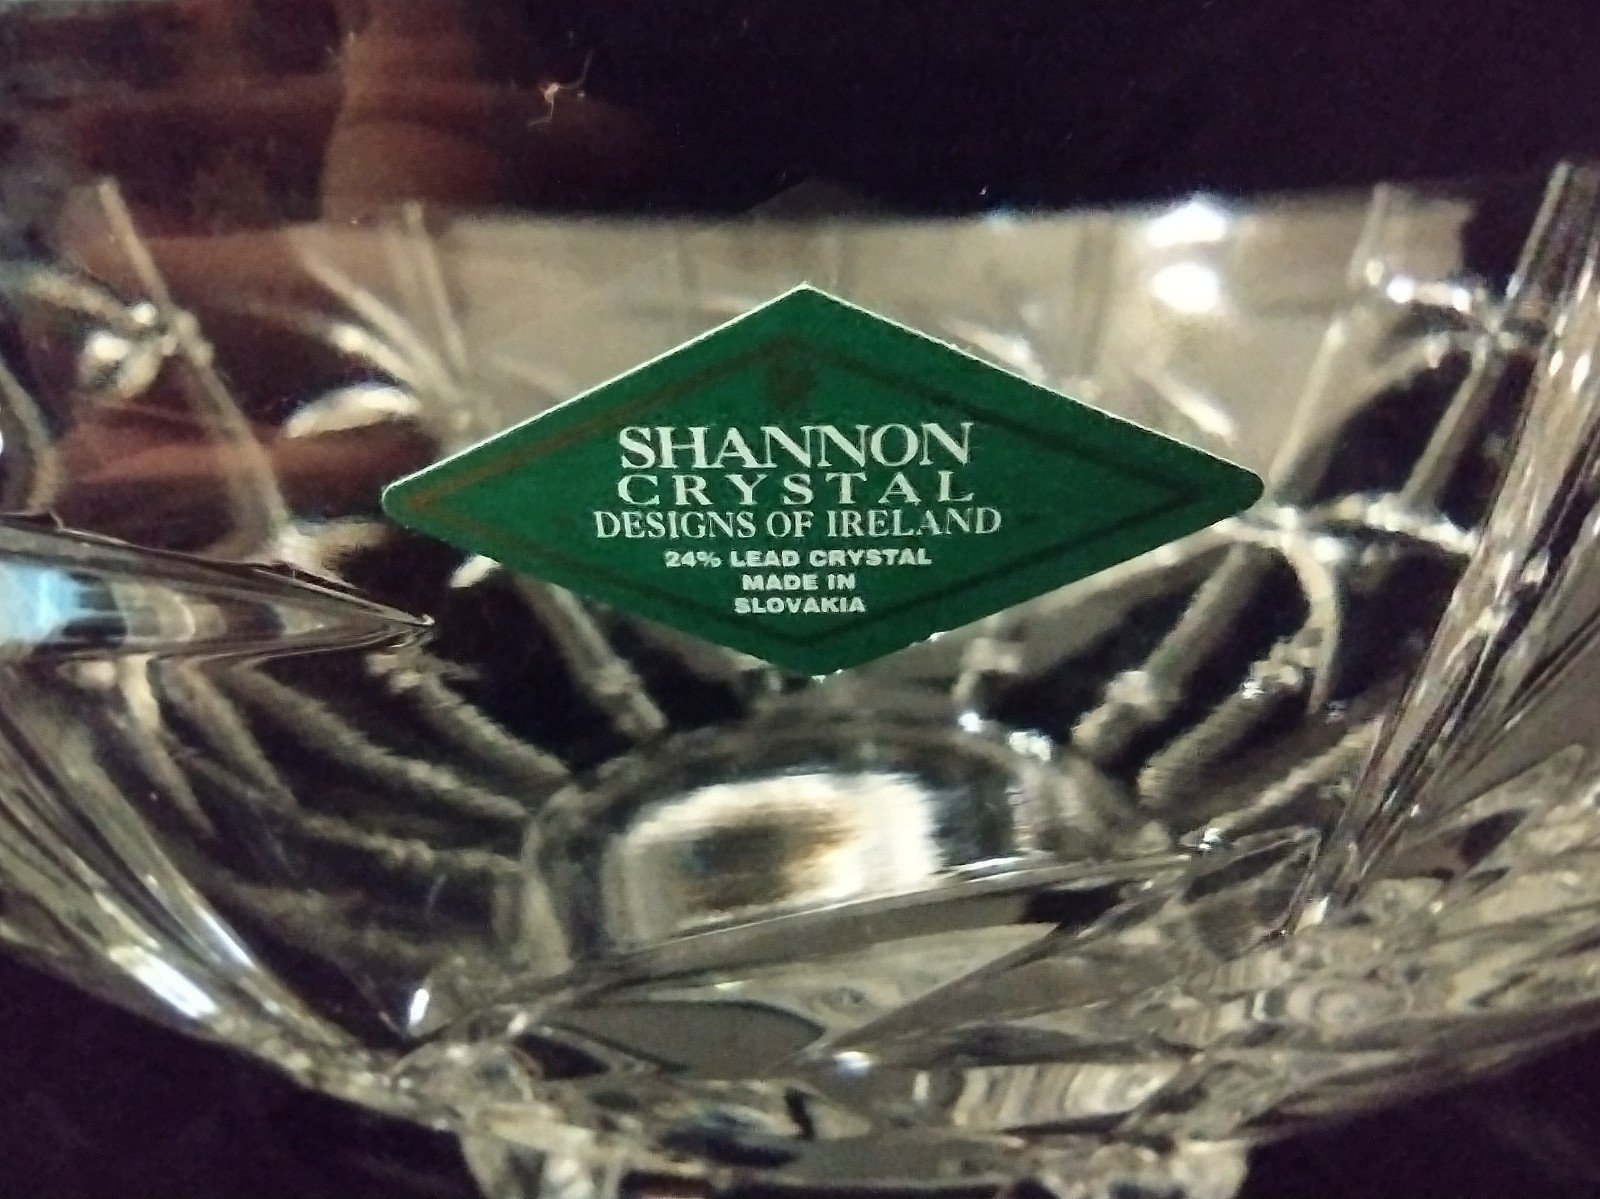 SHANNON
CRYSTAL
DESIGNS OF IRELAND
24% LEAD CRYSTAL
MADE IN
SLOVAKIA